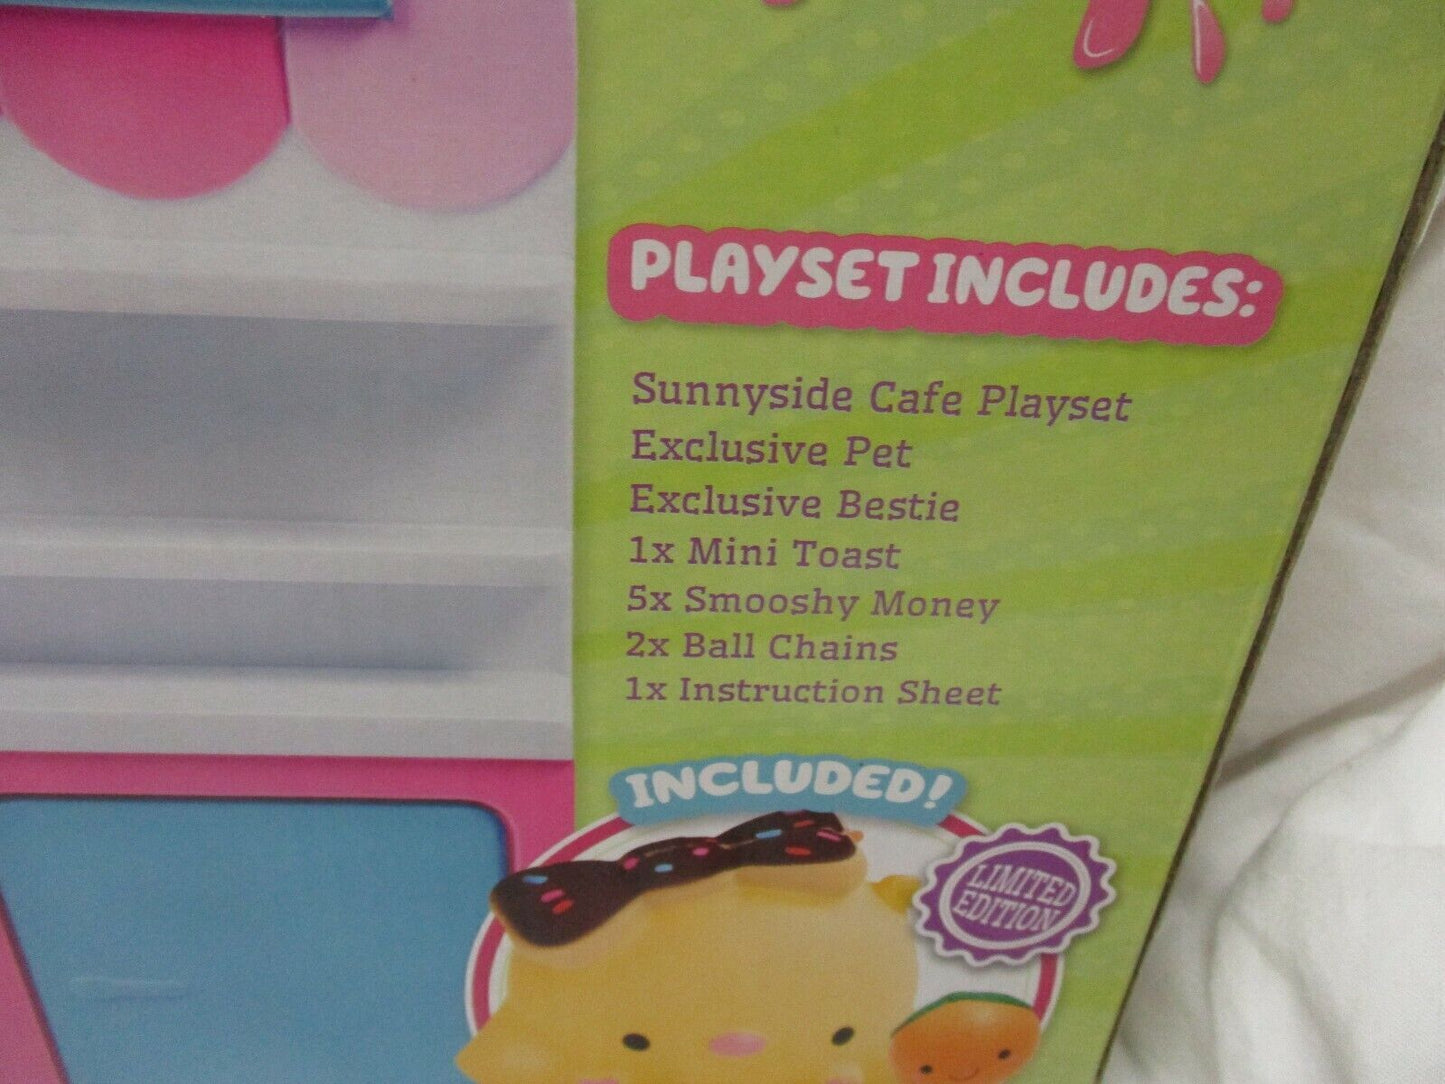 PLAYSET INCLUDES:
Sunnyside Cafe Playset
Exclusive Pet
Exclusive Bestie
1x Mini Toast
5x Smooshy Money
2x Ball Chains
1x Instruction Sheet
INCLUDED!
LIMITED
EDITION